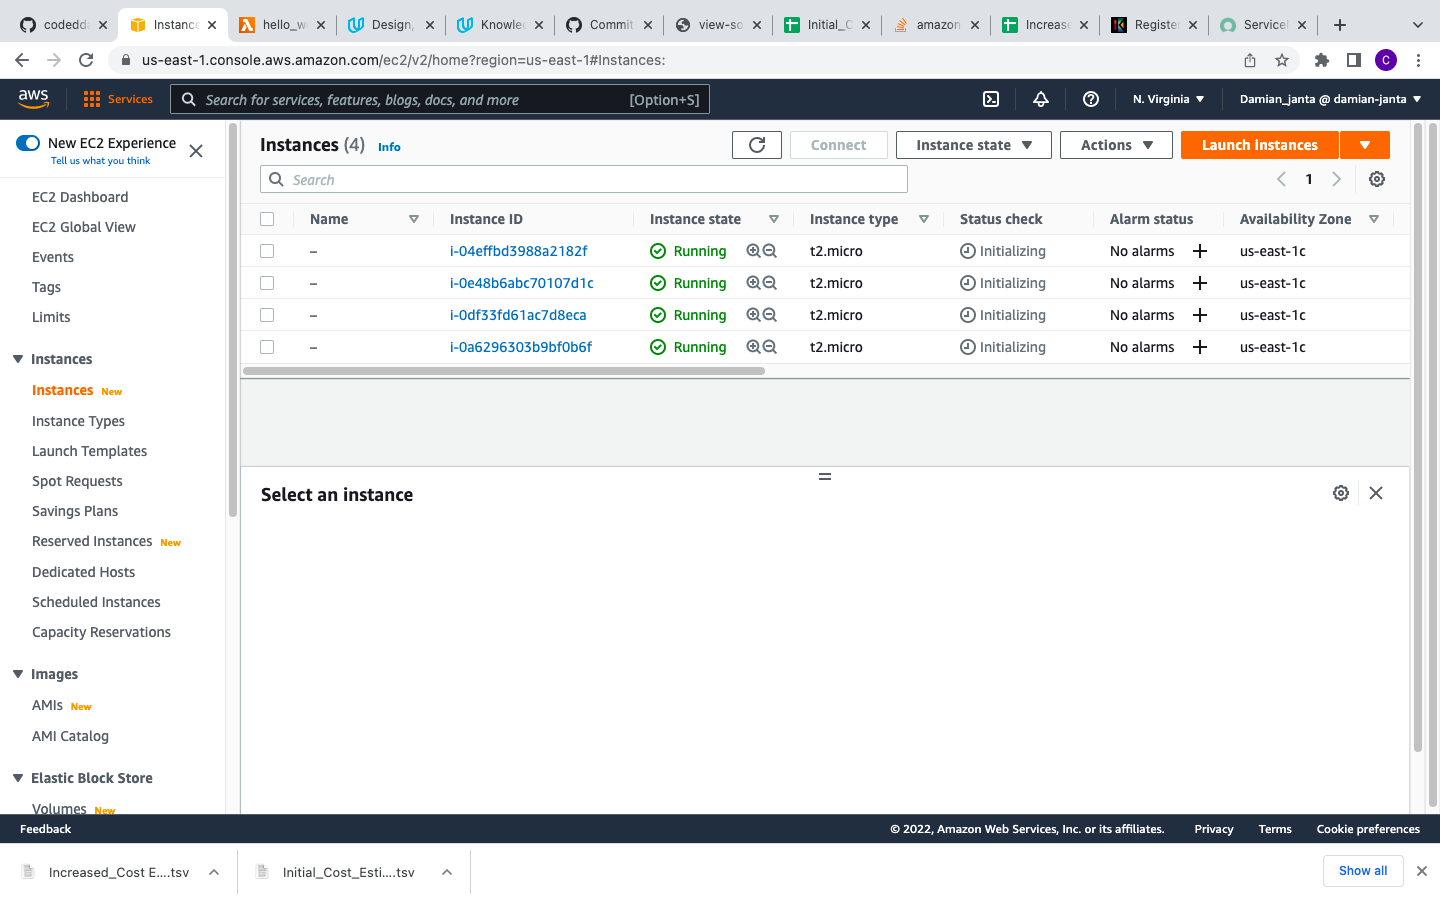 codedda
Instance
hello_w
Design,
Knowle
Commit
view-so
Initial_C
amazon
Increase
Register
Service
us-east-1.console.aws.amazon.com/ec2/v2/home?region=us-east-1#Instances:
C
aws
Services
Search for services, features, blogs, docs, and more
[Option+S]
N. Virginia
Damian_janta @ damian-janta
New EC2 Experience
Tell us what you think
EC2 Dashboard
EC2 Global View
Events
Tags
Limits
Instances
Instances New
Instance Types
Launch Templates
Spot Requests
Savings Plans
Reserved Instances New
Dedicated Hosts
Scheduled Instances
Capacity Reservations
Images
AMIs New
AMI Catalog
Elastic Block Store
Volumes New
Instances (4) Info
Connect
Instance state
Actions
Launch instances
Search
1
Name Instance ID Instance state Instance type Status check Alarm status Availability Zone
– i-04effbd3988a2182f Running t2.micro Initializing No alarms + us-east-1c
– i-0e48b6abc70107d1c Running t2.micro Initializing No alarms + us-east-1c
– i-0df33fd61ac7d8eca Running t2.micro Initializing No alarms + us-east-1c
– i-0a6296303b9bf0b6f Running t2.micro Initializing No alarms + us-east-1c
Select an instance
Feedback
© 2022, Amazon Web Services, Inc. or its affiliates.
Privacy
Terms
Cookie preferences
Increased_Cost E....tsv
Initial_Cost_Esti....tsv
Show all